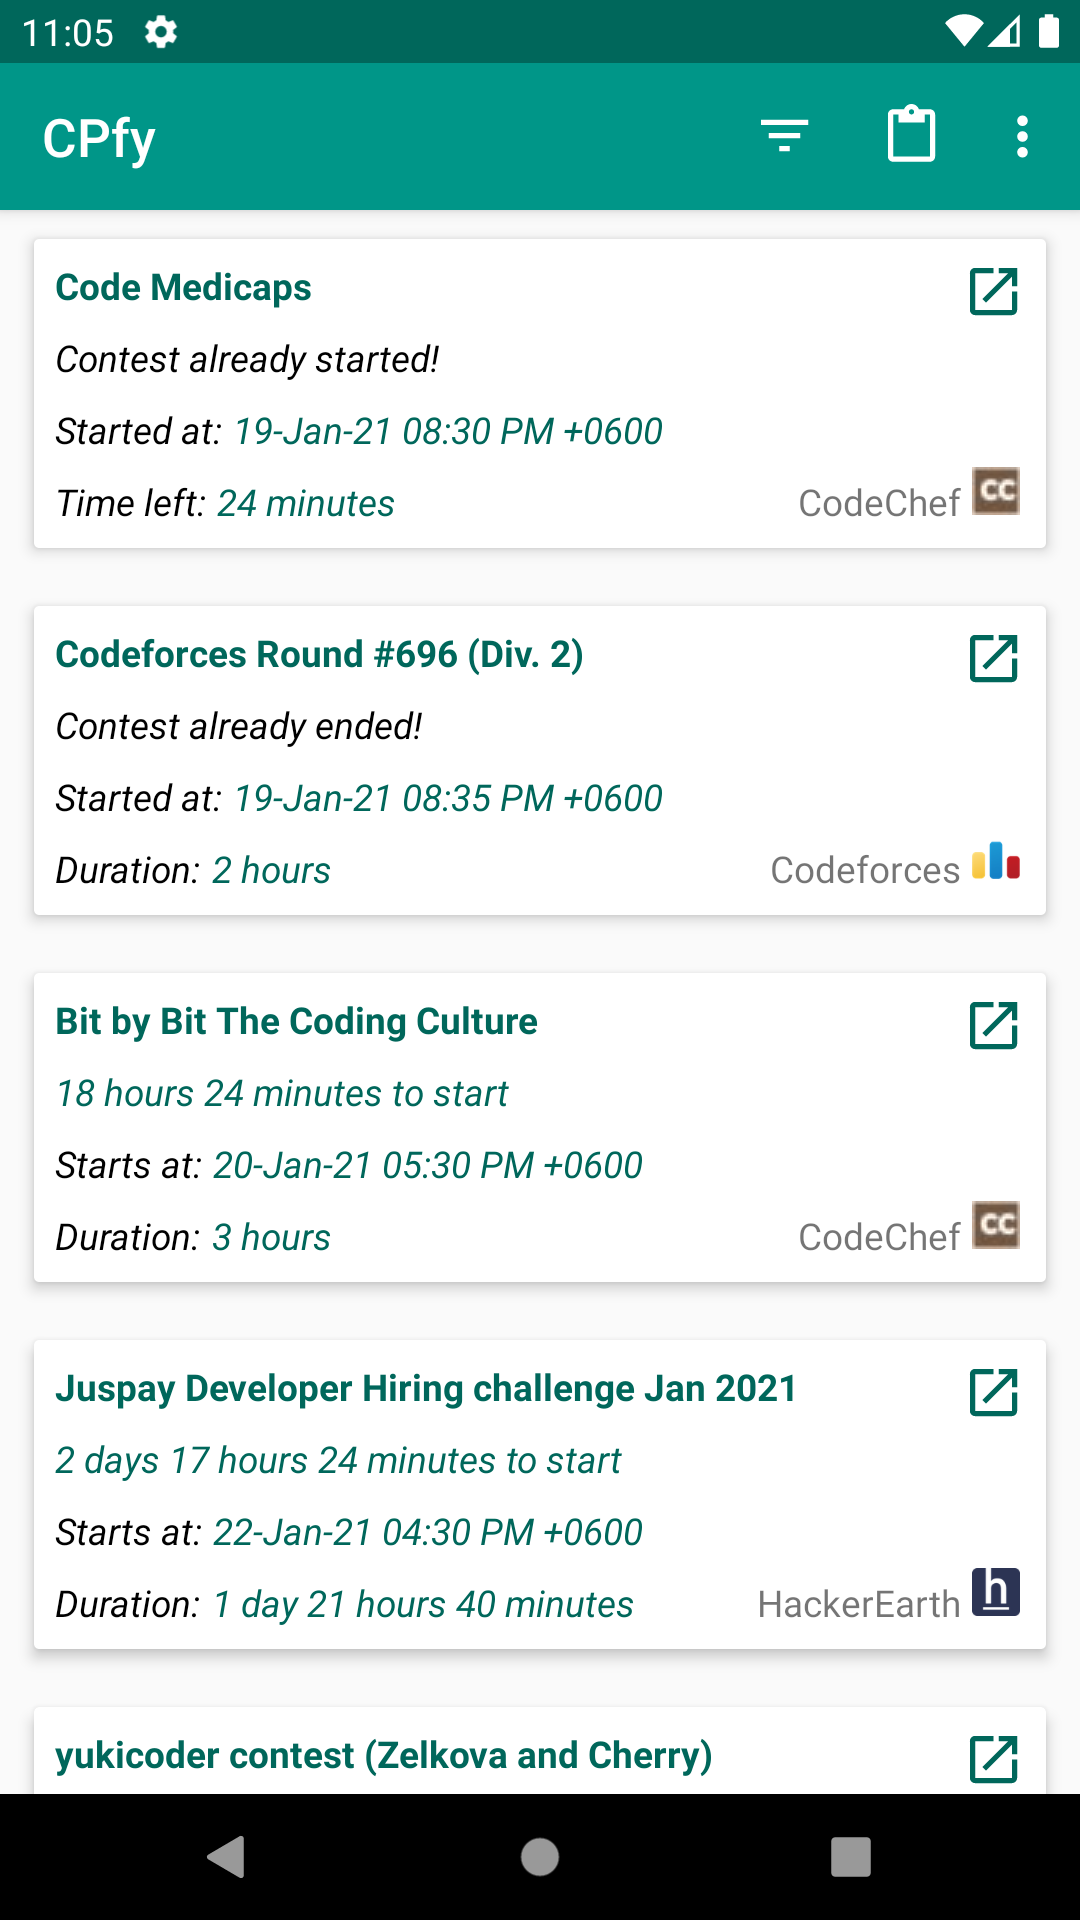 11:05
CPfy
Code Medicaps
Contest already started!
Started at: 19-Jan-21 08:30 PM +0600
Time left: 24 minutes
CodeChef CC
Codeforces Round #696 (Div. 2)
Contest already ended!
Started at: 19-Jan-21 08:35 PM +0600
Duration: 2 hours
Codeforces
Bit by Bit The Coding Culture
18 hours 24 minutes to start
Starts at: 20-Jan-21 05:30 PM +0600
Duration: 3 hours
CodeChef CC
Juspay Developer Hiring challenge Jan 2021
2 days 17 hours 24 minutes to start
Starts at: 22-Jan-21 04:30 PM +0600
Duration: 1 day 21 hours 40 minutes
HackerEarth h
yukicoder contest (Zelkova and Cherry)